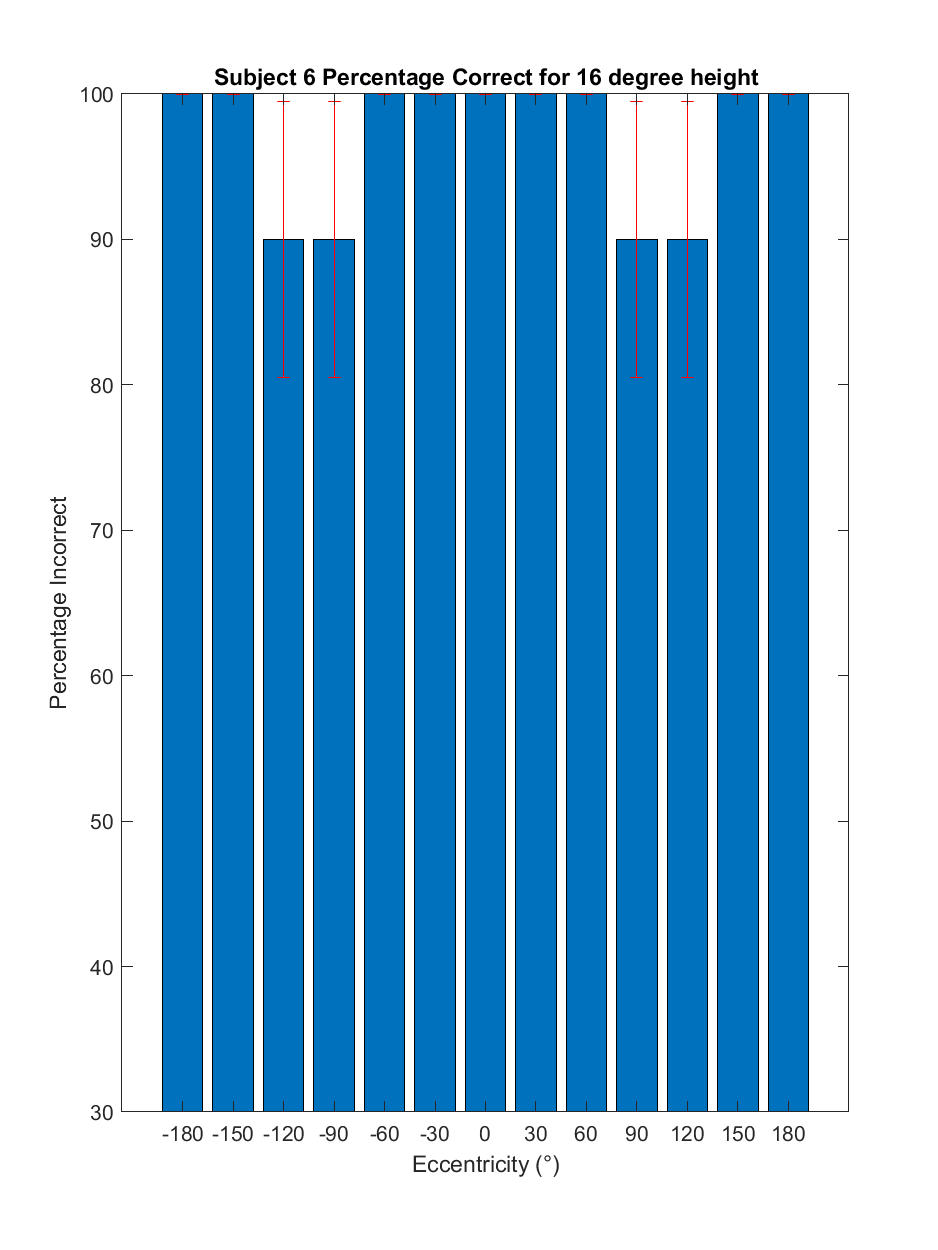 Subject 6 Percentage Correct for 16 degree height
100
90
80
70
60
50
40
30
Percentage Incorrect
-180 -150 -120 -90 -60 -30 0 30 60 90 120 150 180
Eccentricity (°)